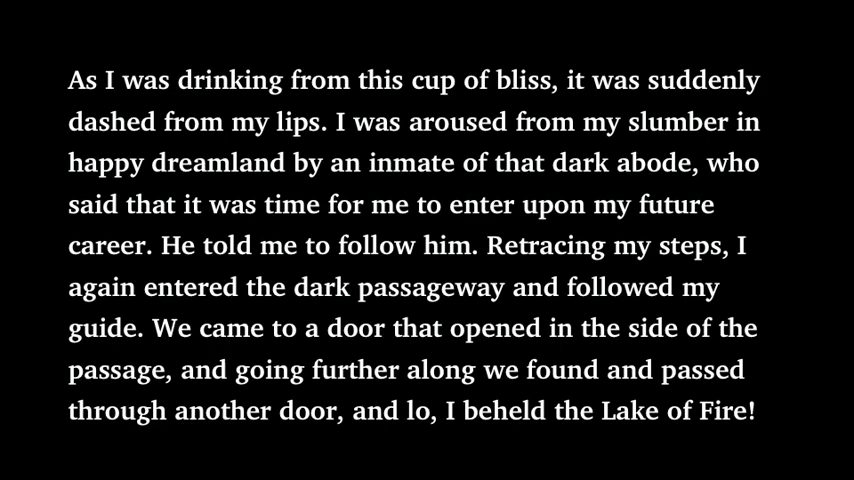 As I was drinking from this cup of bliss, it was suddenly
dashed from my lips. I was aroused from my slumber in
happy dreamland by an inmate of that dark abode, who
said that it was time for me to enter upon my future
career. He told me to follow him. Retracing my steps, I
again entered the dark passageway and followed my
guide. We came to a door that opened in the side of the
passage, and going further along we found and passed
through another door, and lo, I beheld the Lake of Fire!